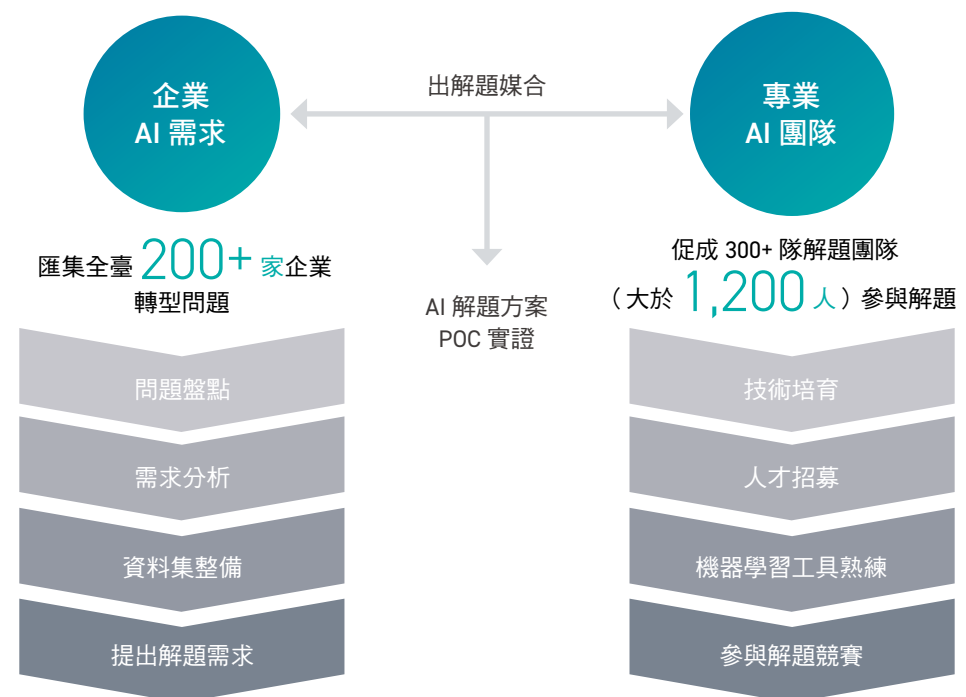 企業
AI 需求
出解題媒合
專業
AI 團隊
匯集全臺 200+ 家企業
轉型問題
AI 解題方案
POC 實證
促成 300+ 隊解題團隊
（大於 1,200 人）參與解題
問題盤點
需求分析
資料集整備
提出解題需求
技術培育
人才招募
機器學習工具熟練
參與解題競賽